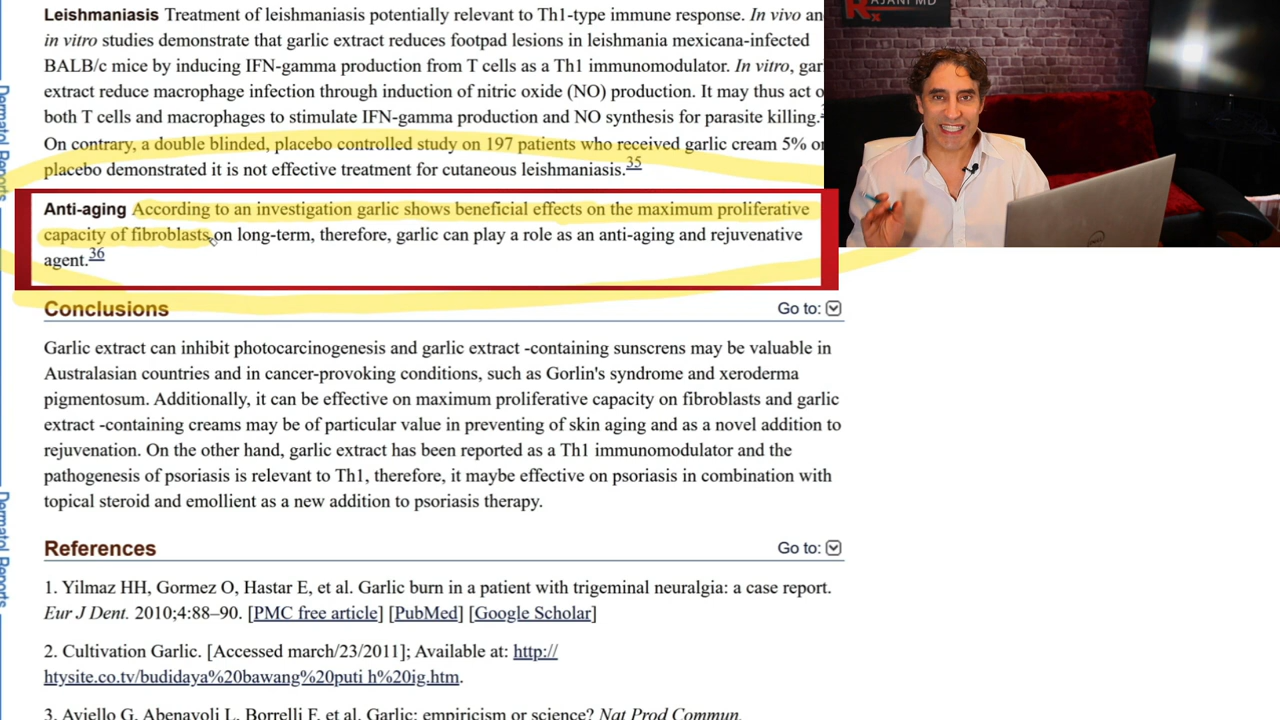 Leishmaniasis Treatment of leishmaniasis potentially relevant to Th1-type immune response. In vivo an
in vitro studies demonstrate that garlic extract reduces footpad lesions in leishmania mexicana-infected
BALB/c mice by inducing IFN-gamma production from T cells as a Th1 immunomodulator. In vitro, gar
extract reduce macrophage infection through induction of nitric oxide (NO) production. It may thus act o
both T cells and macrophages to stimulate IFN-gamma production and NO synthesis for parasite killing.
On contrary, a double blinded, placebo controlled study on 197 patients who received garlic cream 5% or
placebo demonstrated it is not effective treatment for cutaneous leishmaniasis.35
Anti-aging According to an investigation garlic shows beneficial effects on the maximum proliferative
capacity of fibroblasts on long-term, therefore, garlic can play a role as an anti-aging and rejuvenative
agent.36
Conclusions Go to:
Garlic extract can inhibit photocarcinogenesis and garlic extract -containing sunscrens may be valuable in
Australasian countries and in cancer-provoking conditions, such as Gorlin's syndrome and xeroderma
pigmentosum. Additionally, it can be effective on maximum proliferative capacity on fibroblasts and garlic
extract -containing creams may be of particular value in preventing of skin aging and as a novel addition to
rejuvenation. On the other hand, garlic extract has been reported as a Th1 immunomodulator and the
pathogenesis of psoriasis is relevant to Th1, therefore, it maybe effective on psoriasis in combination with
topical steroid and emollient as a new addition to psoriasis therapy.
References Go to:
1. Yilmaz HH, Gormez O, Hastar E, et al. Garlic burn in a patient with trigeminal neuralgia: a case report.
Eur J Dent. 2010;4:88–90. [PMC free article] [PubMed] [Google Scholar]
2. Cultivation Garlic. [Accessed march/23/2011]; Available at: http://
htysite.co.tv/budidaya%20bawang%20puti h%20ig.htm.
3. Aviello G, Abenavoli L, Borrelli F, et al. Garlic: empiricism or science? Nat Prod Commun.
Dermatol Reports
Dermatol Reports
Rx
AJANI MD
DELL